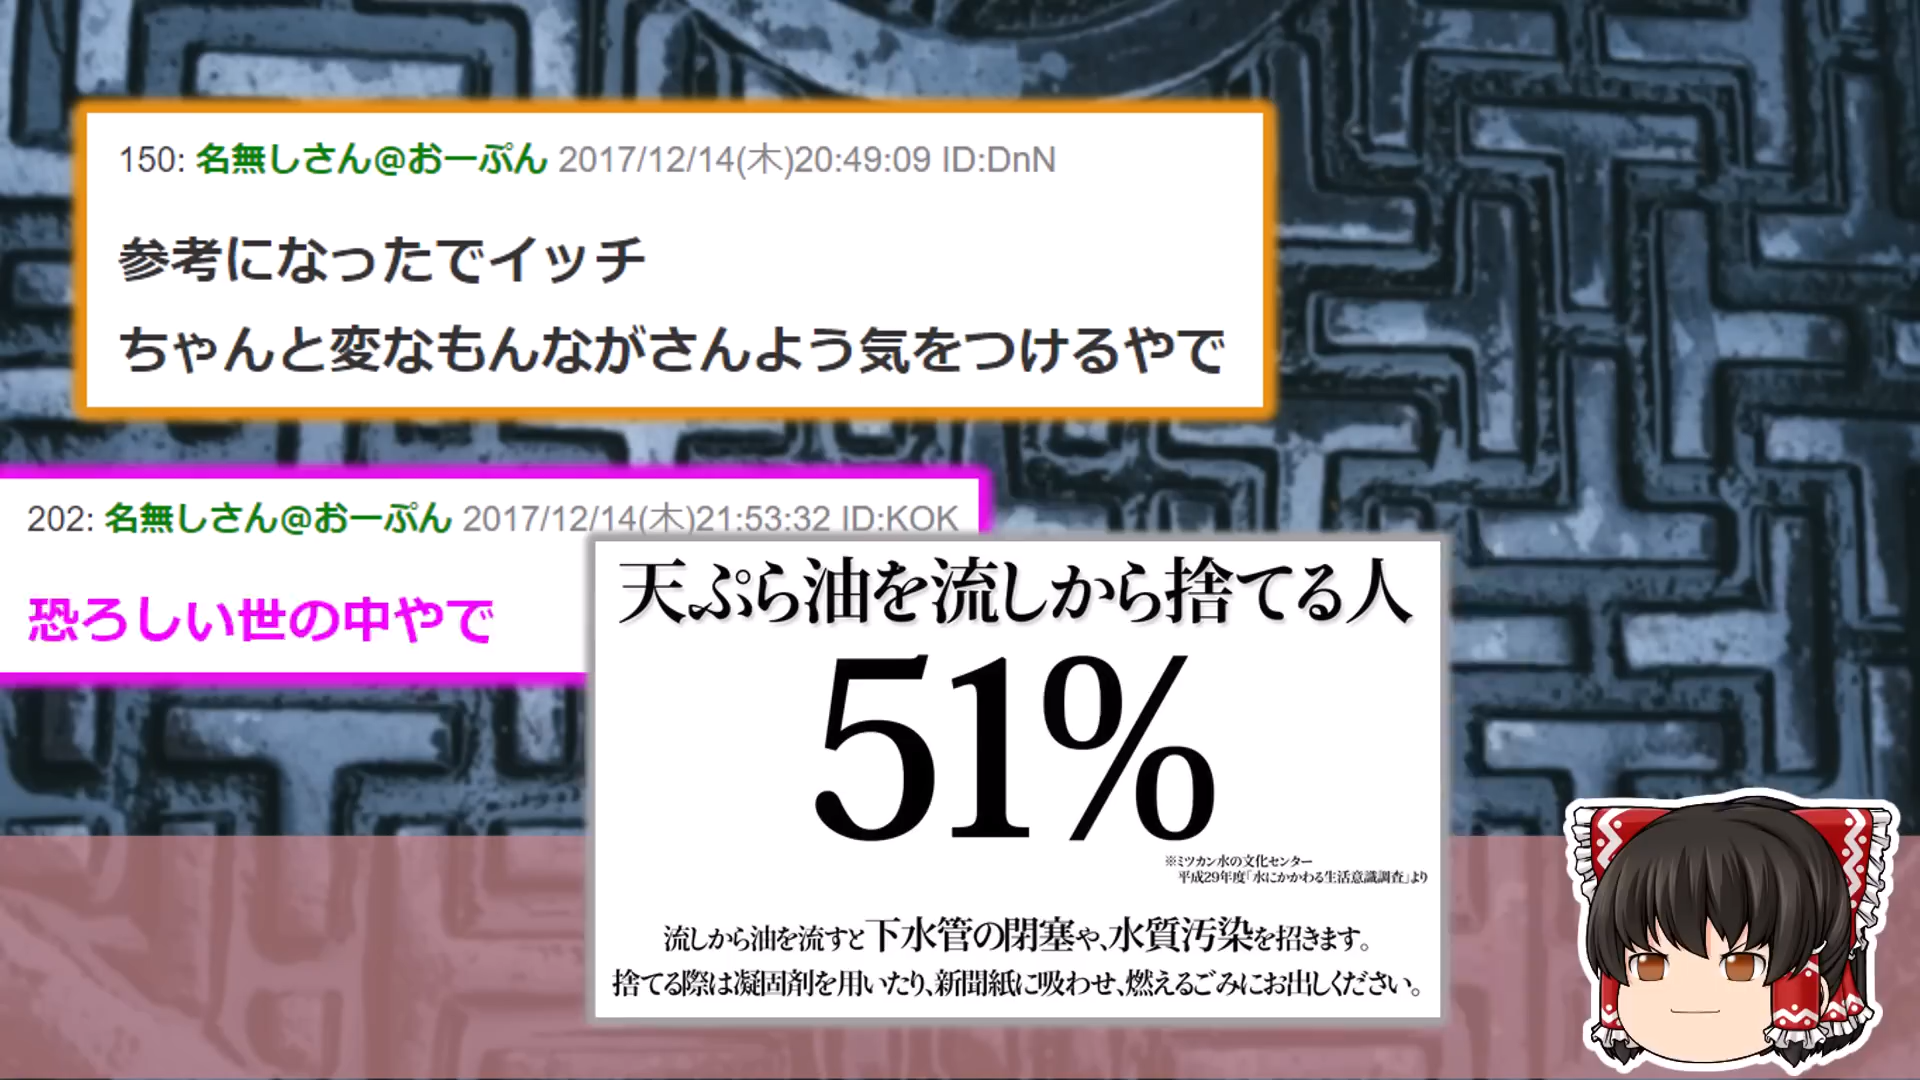 150: 名無しさん@おーぷん 2017/12/14(木)20:49:09 ID:DnN
参考になったでイッチ
ちゃんと変なもんながさんよう気をつけるやで
202: 名無しさん@おーぷん 2017/12/14(木)21:53:32 ID:KOK
恐ろしい世の中やで
天ぷら油を流しから捨てる人
51%
※ミツカン水の文化センター
平成29年度「水にかかわる生活意識調査」より
流しから油を流すと下水管の閉塞や、水質汚染を招きます。
捨てる際は凝固剤を用いたり、新聞紙に吸わせ、燃えるごみにお出しください。